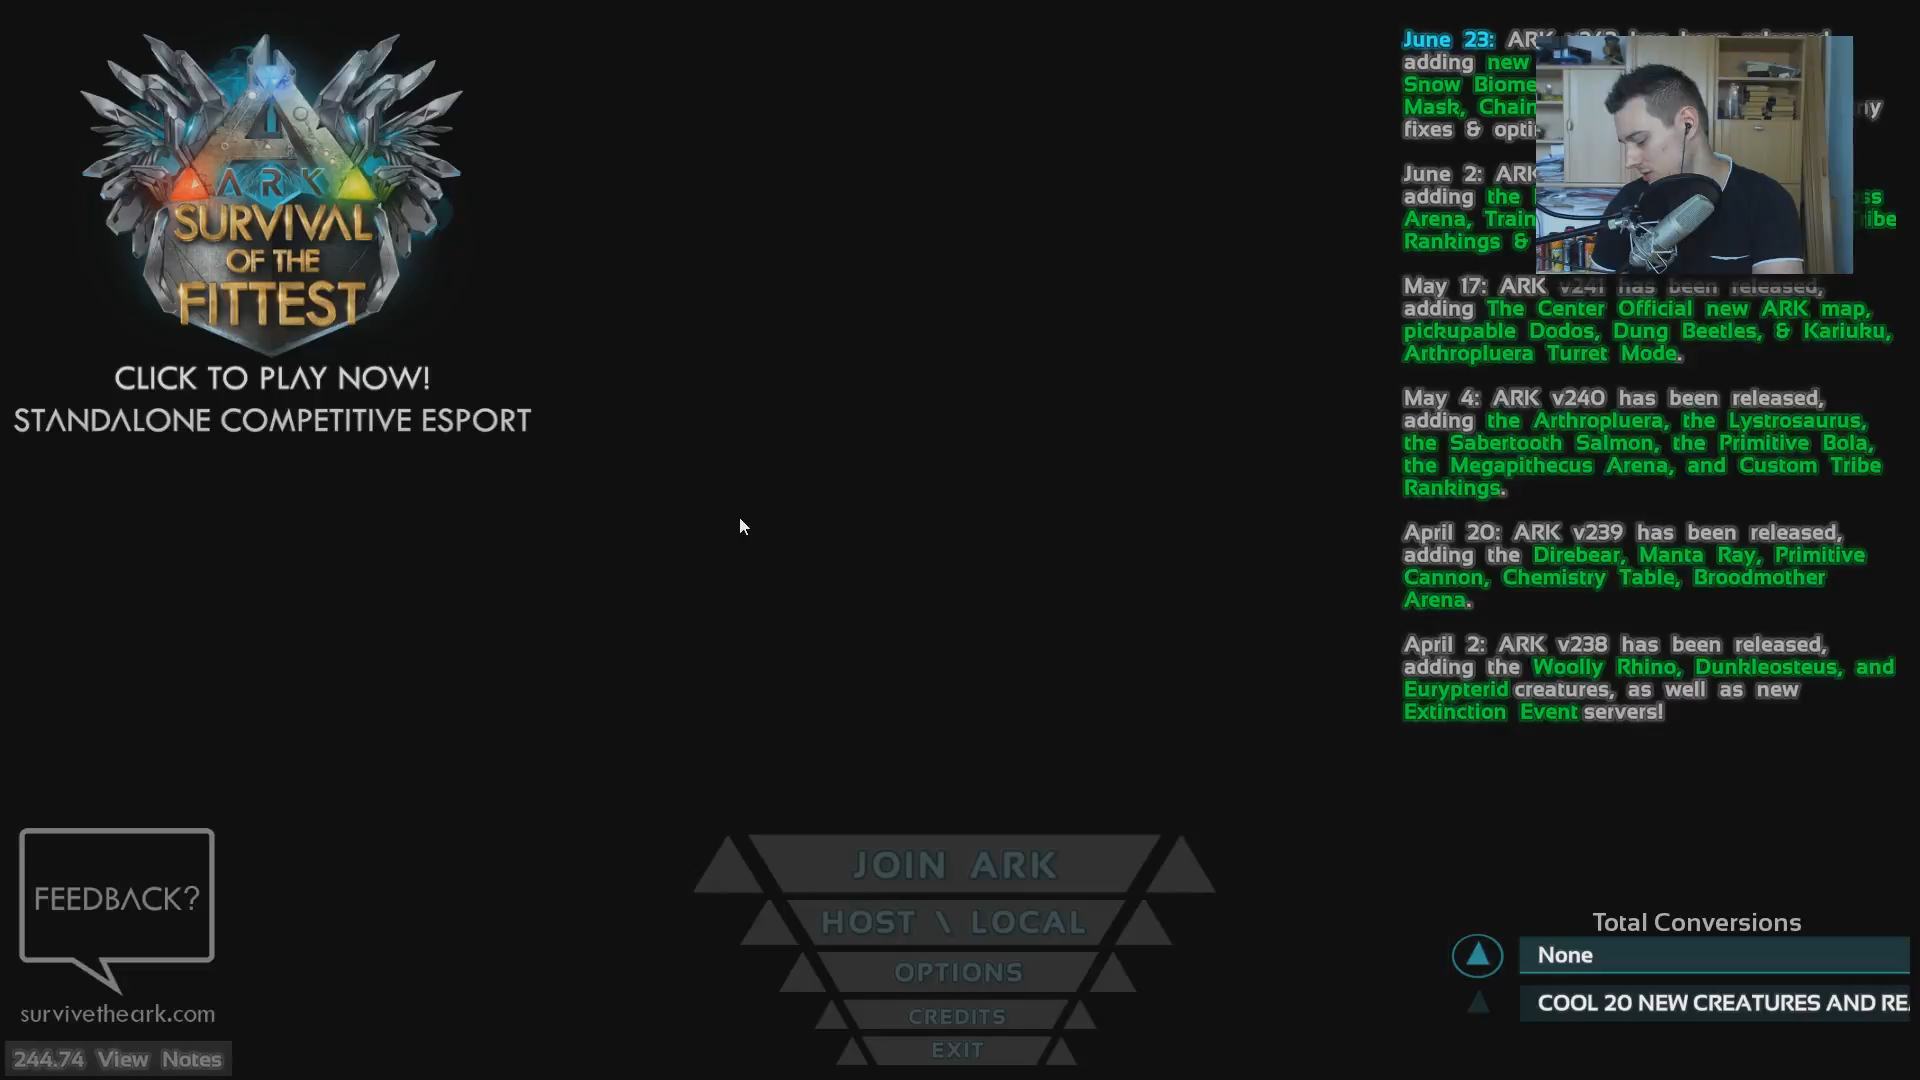 ARK
SURVIVAL
OF THE
FITTEST
CLICK TO PLAY NOW!
STANDALONE COMPETITIVE ESPORT
June 23: ARK
adding new
Snow Biome
Mask, Chain
fixes &
June 2: ARK
adding the
Arena,
Rankings &
May 17: ARK v241 has been released,
adding The Center Official new ARK map,
pickupable Dodos, Dung Beetles, & Kariuku,
Arthropluera Turret Mode.
May 4: ARK v240 has been released,
adding the Arthropluera, the Lystrosaurus,
the Sabertooth Salmon, the Primitive Bola,
the Megapithecus Arena, and Custom Tribe
Rankings.
April 20: ARK v239 has been released,
adding the Direbear, Manta Ray, Primitive
Cannon, Chemistry Table, Broodmother
Arena.
April 2: ARK v238 has been released,
adding the Woolly Rhino, Dunkleosteus, and
Eurypterid creatures, as well as new
Extinction Event servers!
JOIN ARK
HOST \ LOCAL
OPTIONS
CREDITS
EXIT
FEEDBACK?
survivetheark.com
244.74 View Notes
Total Conversions
None
COOL 20 NEW CREATURES AND